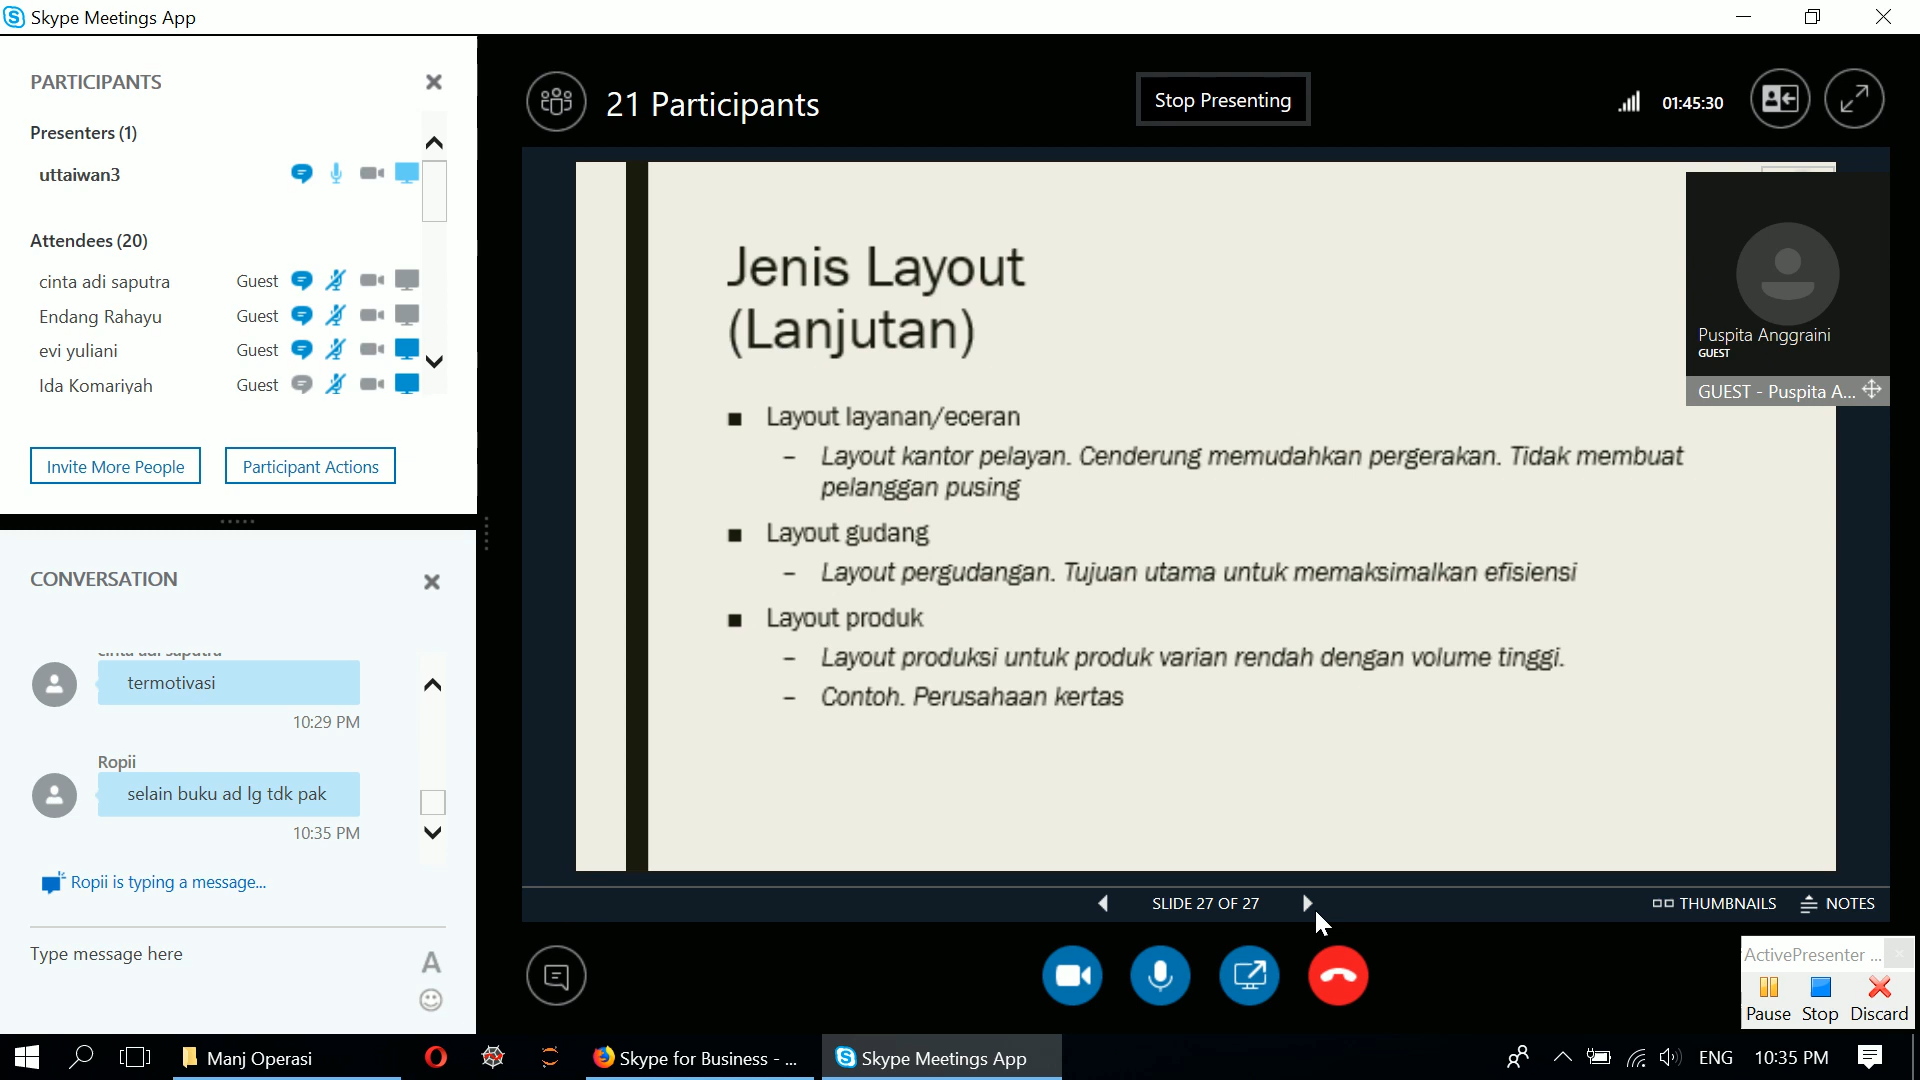 Skype Meetings App
PARTICIPANTS
Presenters (1)
uttaiwan3
Attendees (20)
cinta adi saputra Guest
Endang Rahayu Guest
evi yuliani Guest
Ida Komariyah Guest
Invite More People Participant Actions
CONVERSATION
cinta adi saputra
termotivasi
10:29 PM
Ropii
selain buku ad lg tdk pak
10:35 PM
Ropii is typing a message...
Type message here
A
21 Participants
Stop Presenting
01:45:30
Jenis Layout
(Lanjutan)
Layout layanan/eceran
– Layout kantor pelayan. Cenderung memudahkan pergerakan. Tidak membuat
pelanggan pusing
Layout gudang
– Layout pergudangan. Tujuan utama untuk memaksimalkan efisiensi
Layout produk
– Layout produksi untuk produk varian rendah dengan volume tinggi.
– Contoh. Perusahaan kertas
Puspita Anggraini
GUEST
GUEST - Puspita A...
SLIDE 27 OF 27
THUMBNAILS NOTES
ActivePresenter ...
Pause Stop Discard
Manj Operasi
Skype for Business - ...
Skype Meetings App
ENG 10:35 PM